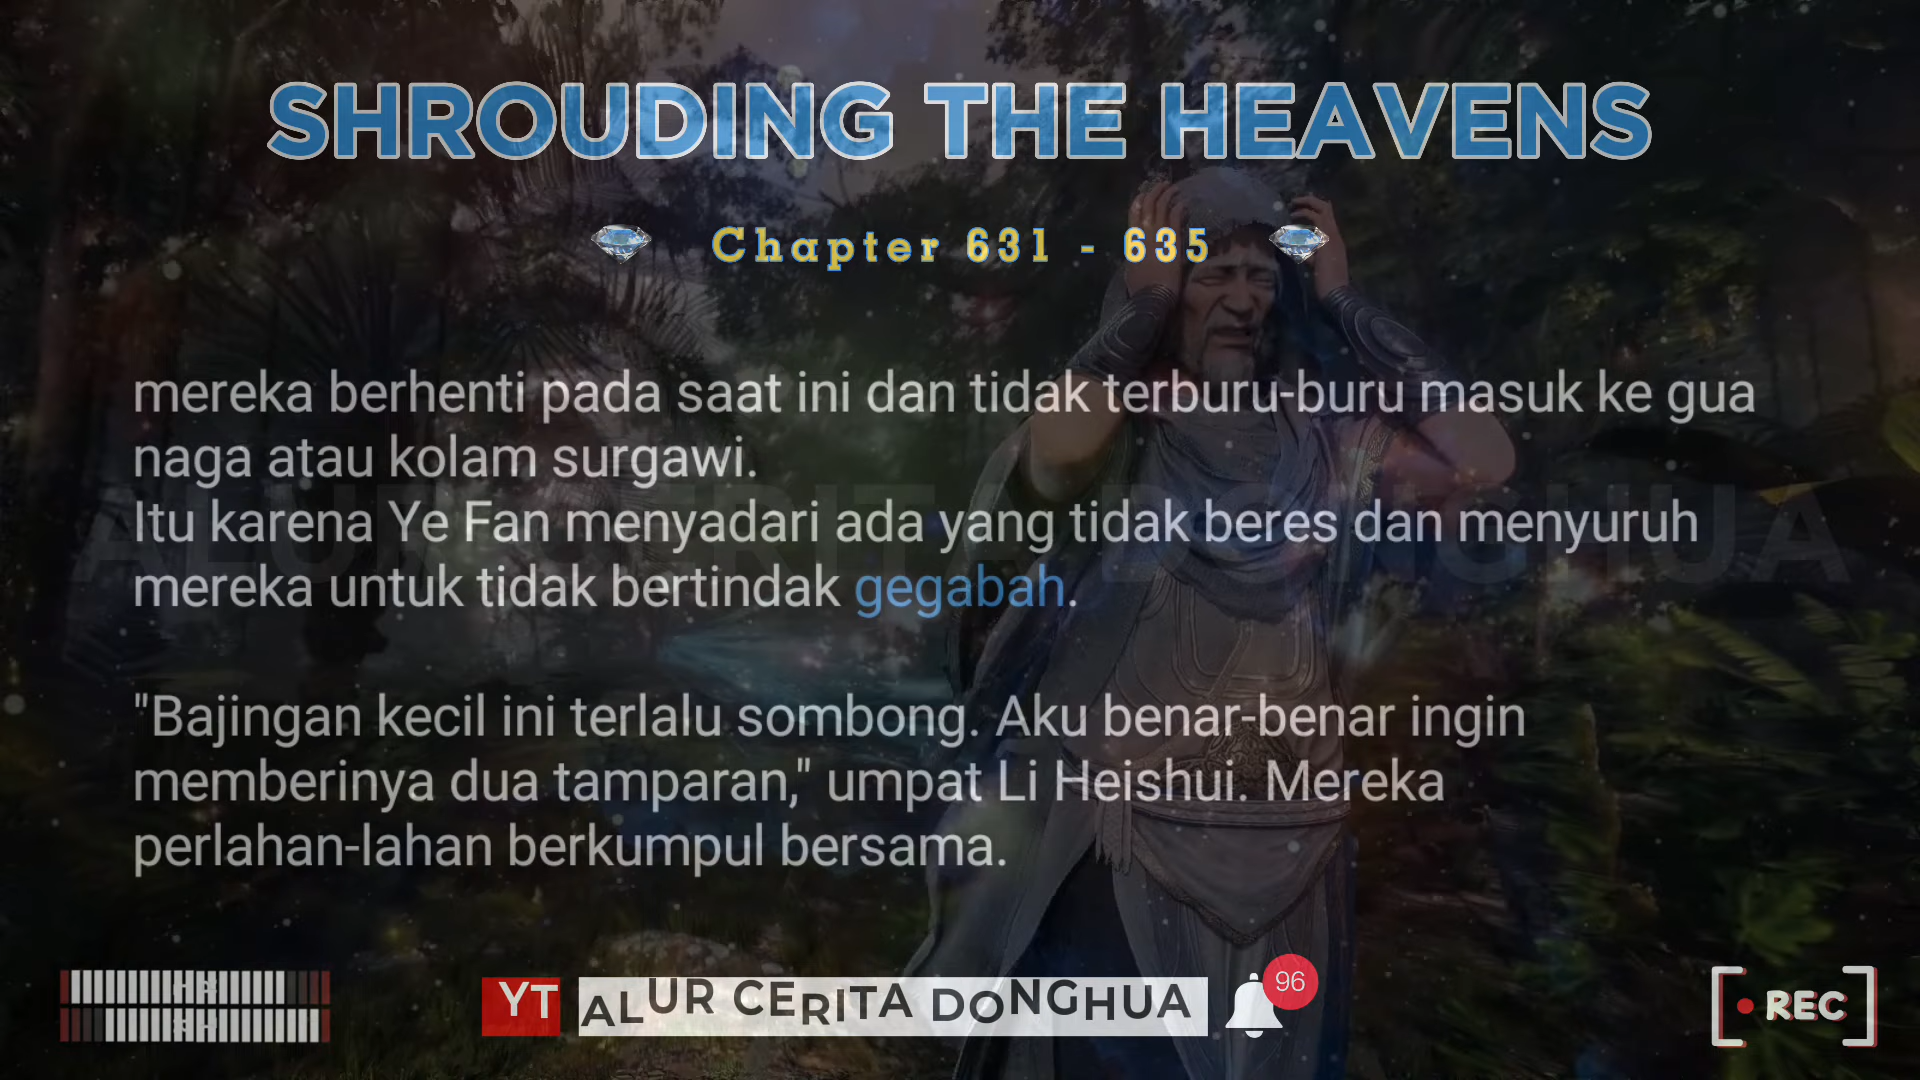 SHROUDING THE HEAVENS
Chapter 631 - 635
mereka berhenti pada saat ini dan tidak terburu-buru masuk ke gua
naga atau kolam surgawi.
Itu karena Ye Fan menyadari ada yang tidak beres dan menyuruh
mereka untuk tidak bertindak gegabah.
"Bajingan kecil ini terlalu sombong. Aku benar-benar ingin
memberinya dua tamparan," umpat Li Heishui. Mereka
perlahan-lahan berkumpul bersama.
ALUR CERITA DONGHUA
YT ALUR CERITA DONGHUA 96
REC